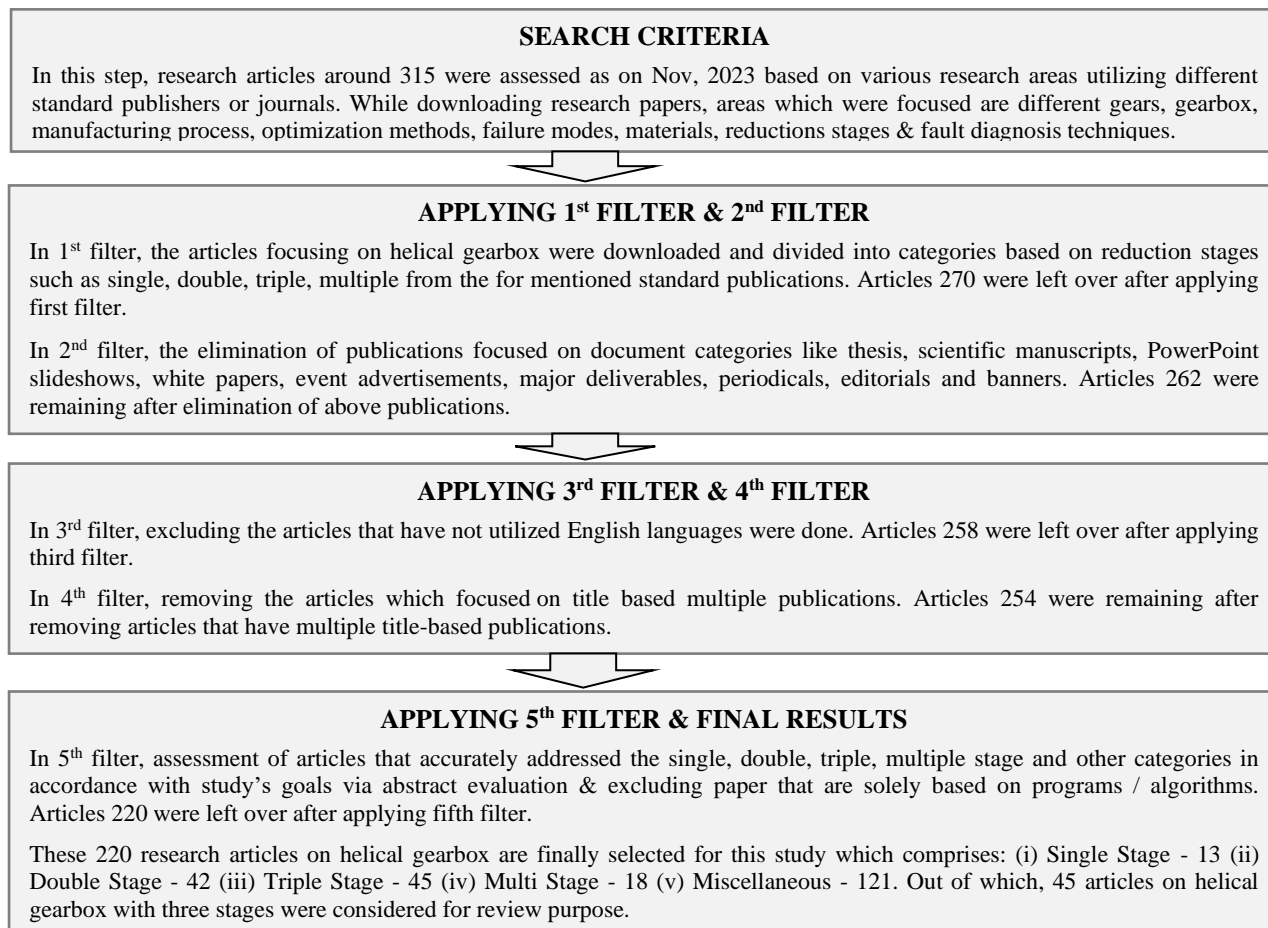 SEARCH CRITERIA
In this step, research articles around 315 were assessed as on Nov, 2023 based on various research areas utilizing different
standard publishers or journals. While downloading research papers, areas which were focused are different gears, gearbox,
manufacturing process, optimization methods, failure modes, materials, reductions stages & fault diagnosis techniques.
APPLYING 1st FILTER & 2nd FILTER
In 1st filter, the articles focusing on helical gearbox were downloaded and divided into categories based on reduction stages
such as single, double, triple, multiple from the for mentioned standard publications. Articles 270 were left over after applying
first filter.
In 2nd filter, the elimination of publications focused on document categories like thesis, scientific manuscripts, PowerPoint
slideshows, white papers, event advertisements, major deliverables, periodicals, editorials and banners. Articles 262 were
remaining after elimination of above publications.
APPLYING 3rd FILTER & 4th FILTER
In 3rd filter, excluding the articles that have not utilized English languages were done. Articles 258 were left over after applying
third filter.
In 4th filter, removing the articles which focused on title based multiple publications. Articles 254 were remaining after
removing articles that have multiple title-based publications.
APPLYING 5th FILTER & FINAL RESULTS
In 5th filter, assessment of articles that accurately addressed the single, double, triple, multiple stage and other categories in
accordance with study's goals via abstract evaluation & excluding paper that are solely based on programs / algorithms.
Articles 220 were left over after applying fifth filter.
These 220 research articles on helical gearbox are finally selected for this study which comprises: (i) Single Stage - 13 (ii)
Double Stage - 42 (iii) Triple Stage - 45 (iv) Multi Stage - 18 (v) Miscellaneous - 121. Out of which, 45 articles on helical
gearbox with three stages were considered for review purpose.